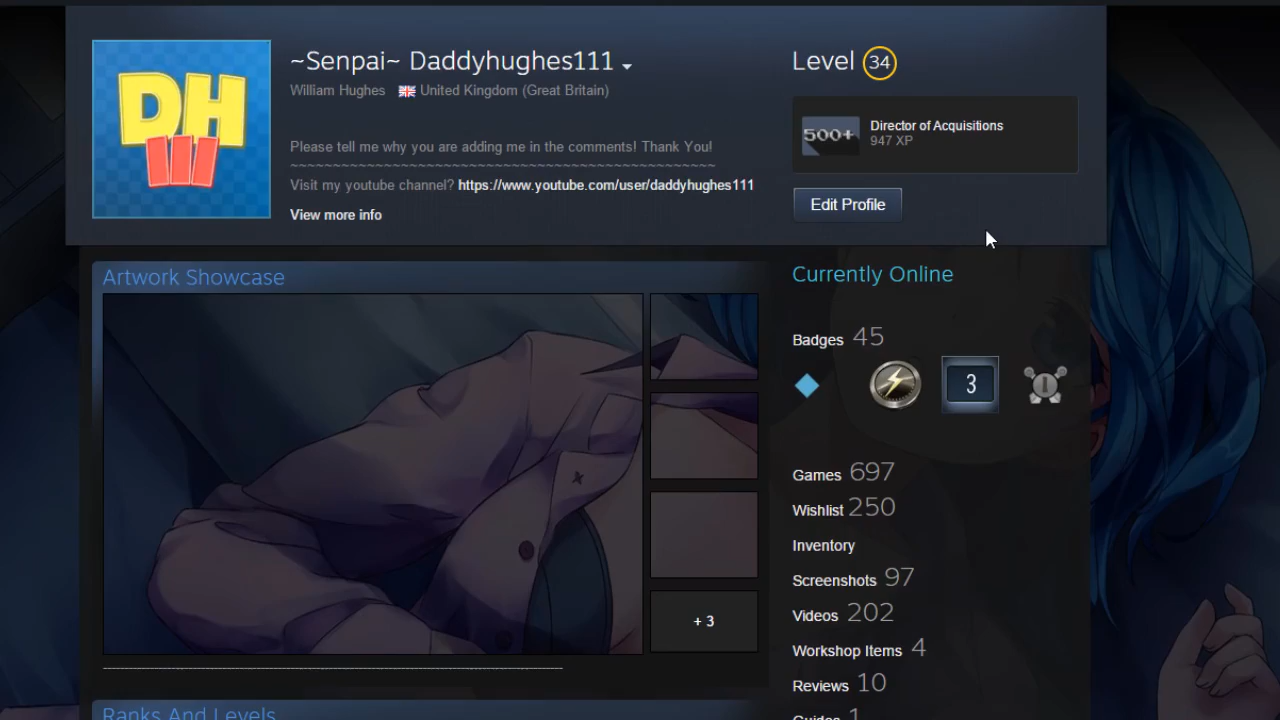 DH
III
~Senpai~ Daddyhughes111
William Hughes United Kingdom (Great Britain)
Please tell me why you are adding me in the comments! Thank You!
~~~~~~~~~~~~~~~~~~~~~~~~~~~~~~~~~~~~~~~~~~~~~~~~~~
Visit my youtube channel? https://www.youtube.com/user/daddyhughes111
View more info
Level 34
500+
Director of Acquisitions
947 XP
Edit Profile
Artwork Showcase
+ 3
Ranks And Levels
Currently Online
Badges 45
3
I
Games 697
Wishlist 250
Inventory
Screenshots 97
Videos 202
Workshop Items 4
Reviews 10
Guides 1